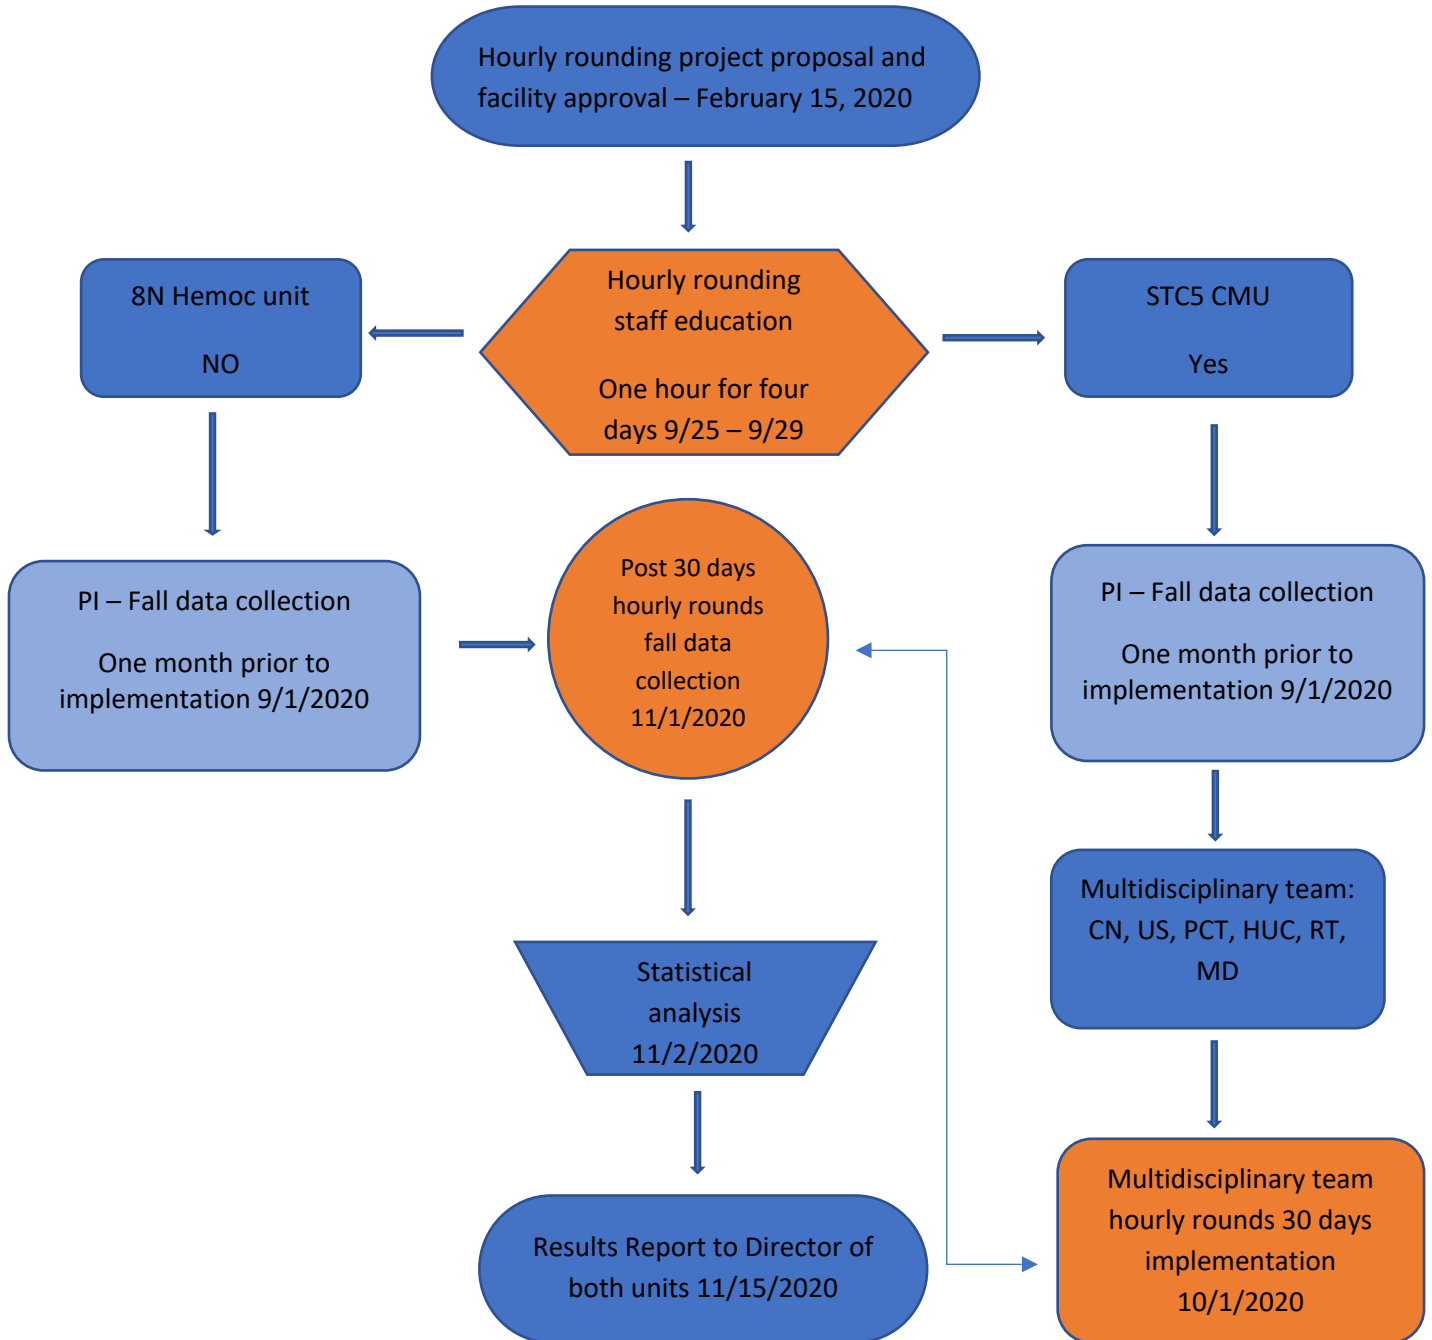 Hourly rounding project proposal and
facility approval – February 15, 2020
8N Hemoc unit
NO
Hourly rounding
staff education
One hour for four
days 9/25 – 9/29
STC5 CMU
Yes
PI – Fall data collection
One month prior to
implementation 9/1/2020
Post 30 days
hourly rounds
fall data
collection
11/1/2020
PI – Fall data collection
One month prior to
implementation 9/1/2020
Multidisciplinary team:
CN, US, PCT, HUC, RT,
MD
Statistical
analysis
11/2/2020
Multidisciplinary team
hourly rounds 30 days
implementation
10/1/2020
Results Report to Director of
both units 11/15/2020